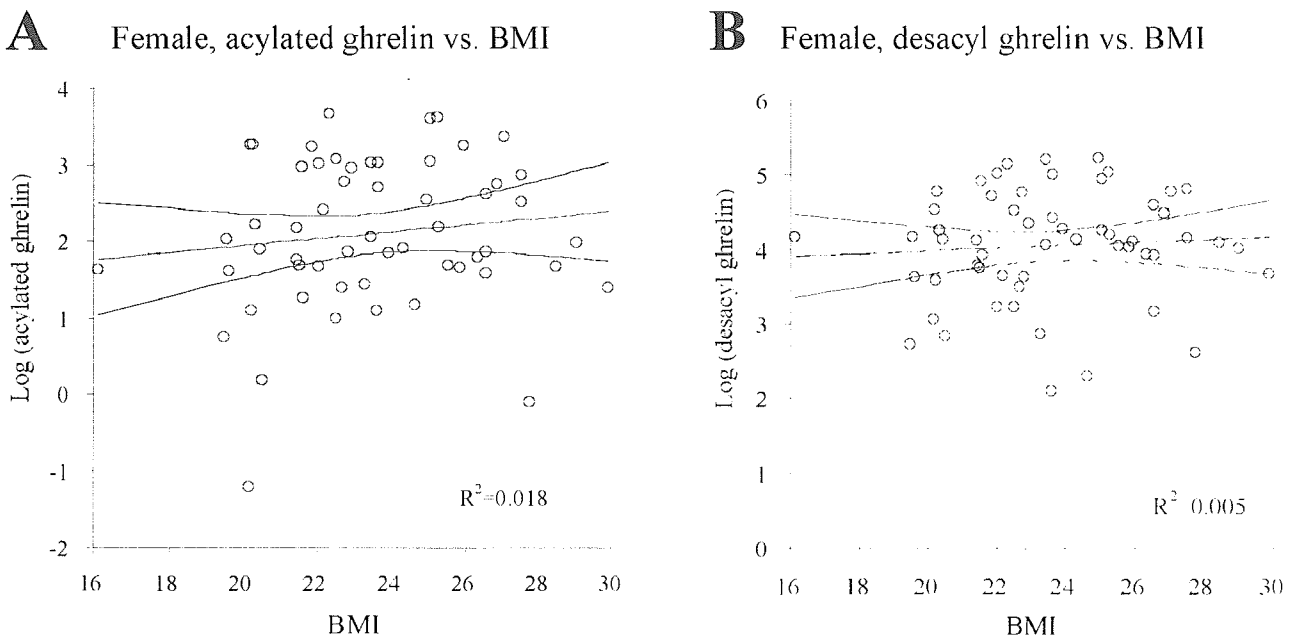 A Female, acylated ghrelin vs. BMI
Log (acylated ghrelin)
4
3
2
1
0
-1
-2
R²=0.018
16 18 20 22 24 26 28 30
BMI
B Female, desacyl ghrelin vs. BMI
Log (desacyl ghrelin)
6
5
4
3
2
1
0
R² 0.005
16 18 20 22 24 26 28 30
BMI